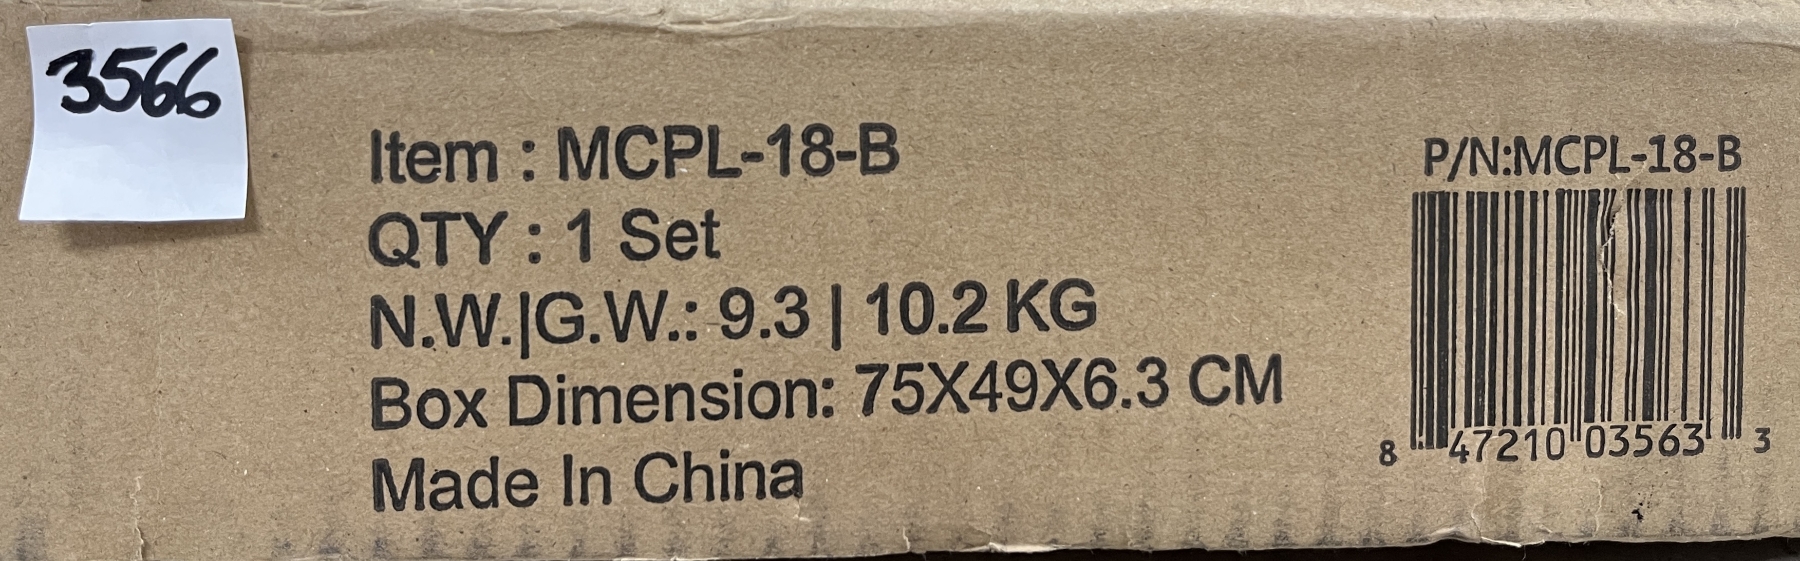 3566
Item : MCPL-18-B
QTY : 1 Set
N.W.|G.W.: 9.3 | 10.2 KG
Box Dimension: 75X49X6.3 CM
Made In China
P/N:MCPL-18-B
8 47210 03563 3